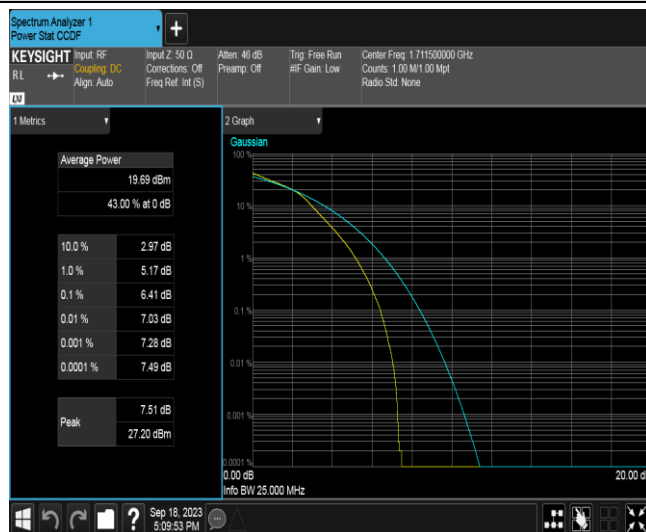 Spectrum Analyzer 1
Power Stat CCDF
+
KEYSIGHT
RL
LXI
Input: RF
Coupling: DC
Align: Auto
Input Z: 50 Ω
Corrections: Off
Freq Ref: Int (S)
Atten: 46 dB
Preamp: Off
Trig: Free Run
#IF Gain: Low
Center Freq: 1.711500000 GHz
Counts: 1.00 M/1.00 Mpt
Radio Std: None
1 Metrics
Average Power
19.69 dBm
43.00 % at 0 dB
10.0 % 2.97 dB
1.0 % 5.17 dB
0.1 % 6.41 dB
0.01 % 7.03 dB
0.001 % 7.28 dB
0.0001 % 7.49 dB
Peak
7.51 dB
27.20 dBm
2 Graph
Gaussian
100 %
10 %
1 %
0.1 %
0.01 %
0.001 %
0.0001 %
0.00 dB
20.00 d
Info BW 25.000 MHz
?
Sep 18, 2023
5:09:53 PM